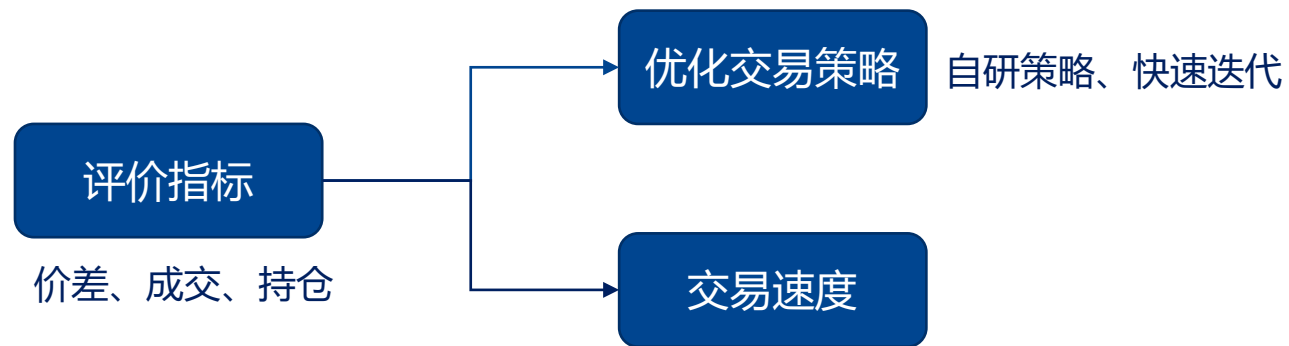 优化交易策略
自研策略、快速迭代
评价指标
价差、成交、持仓
交易速度